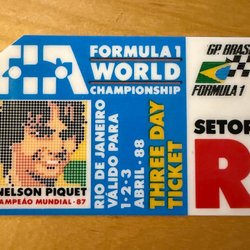 FIA
FORMULA 1
WORLD
CHAMPIONSHIP
NELSON PIQUET
CAMPEÃO MUNDIAL-87
RIO DE JANEIRO
VÁLIDO PARA
1-2-3
ABRIL-88
THREE DAY
TICKET
GP BRAS
FORMULA 1
SETOR
R